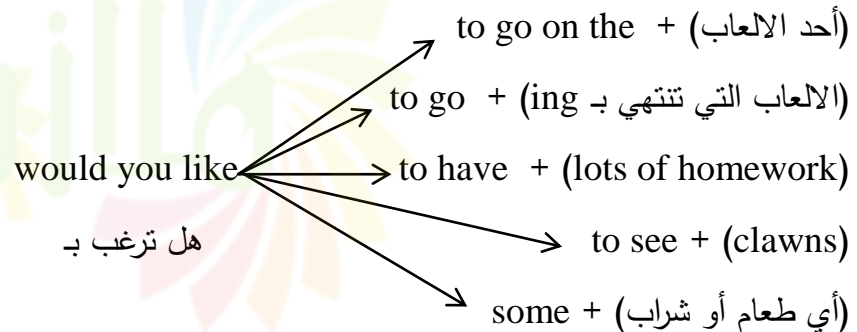 to go on the + (أحد الالعاب)
to go + (ing الالعاب التي تنتهي بـ)
would you like to have + (lots of homework)
هل ترغب بـ to see + (clawns)
some + (أي طعام أو شراب)